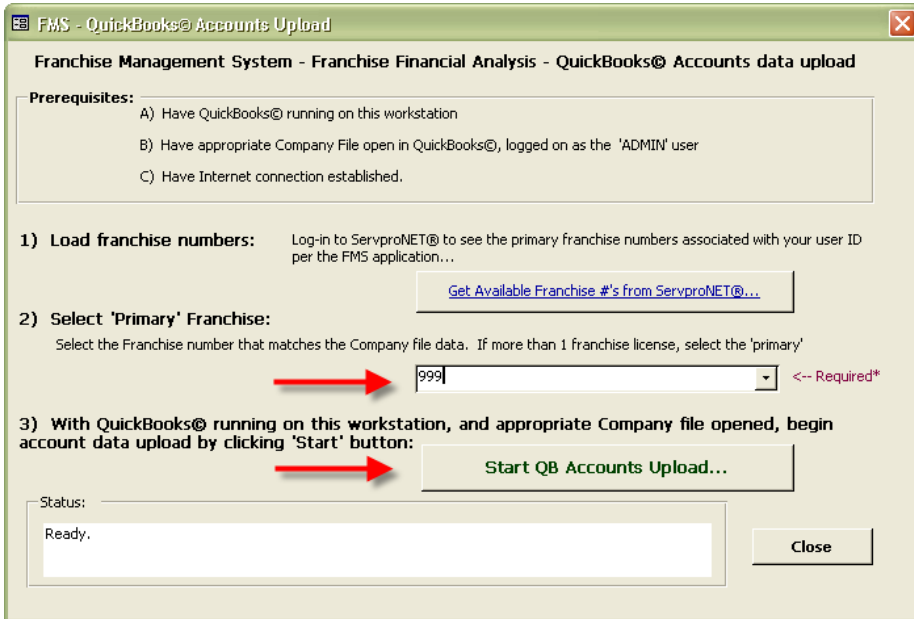 FMS - QuickBooks© Accounts Upload
Franchise Management System - Franchise Financial Analysis - QuickBooks© Accounts data upload
Prerequisites:
A) Have QuickBooks© running on this workstation
B) Have appropriate Company File open in QuickBooks©, logged on as the 'ADMIN' user
C) Have Internet connection established.
1) Load franchise numbers:
Log-in to ServproNET® to see the primary franchise numbers associated with your user ID
per the FMS application...
Get Available Franchise #'s from ServproNET®...
2) Select 'Primary' Franchise:
Select the Franchise number that matches the Company file data. If more than 1 franchise license, select the 'primary'
999
<-- Required*
3) With QuickBooks© running on this workstation, and appropriate Company file opened, begin
account data upload by clicking 'Start' button:
Start QB Accounts Upload...
Status:
Ready.
Close